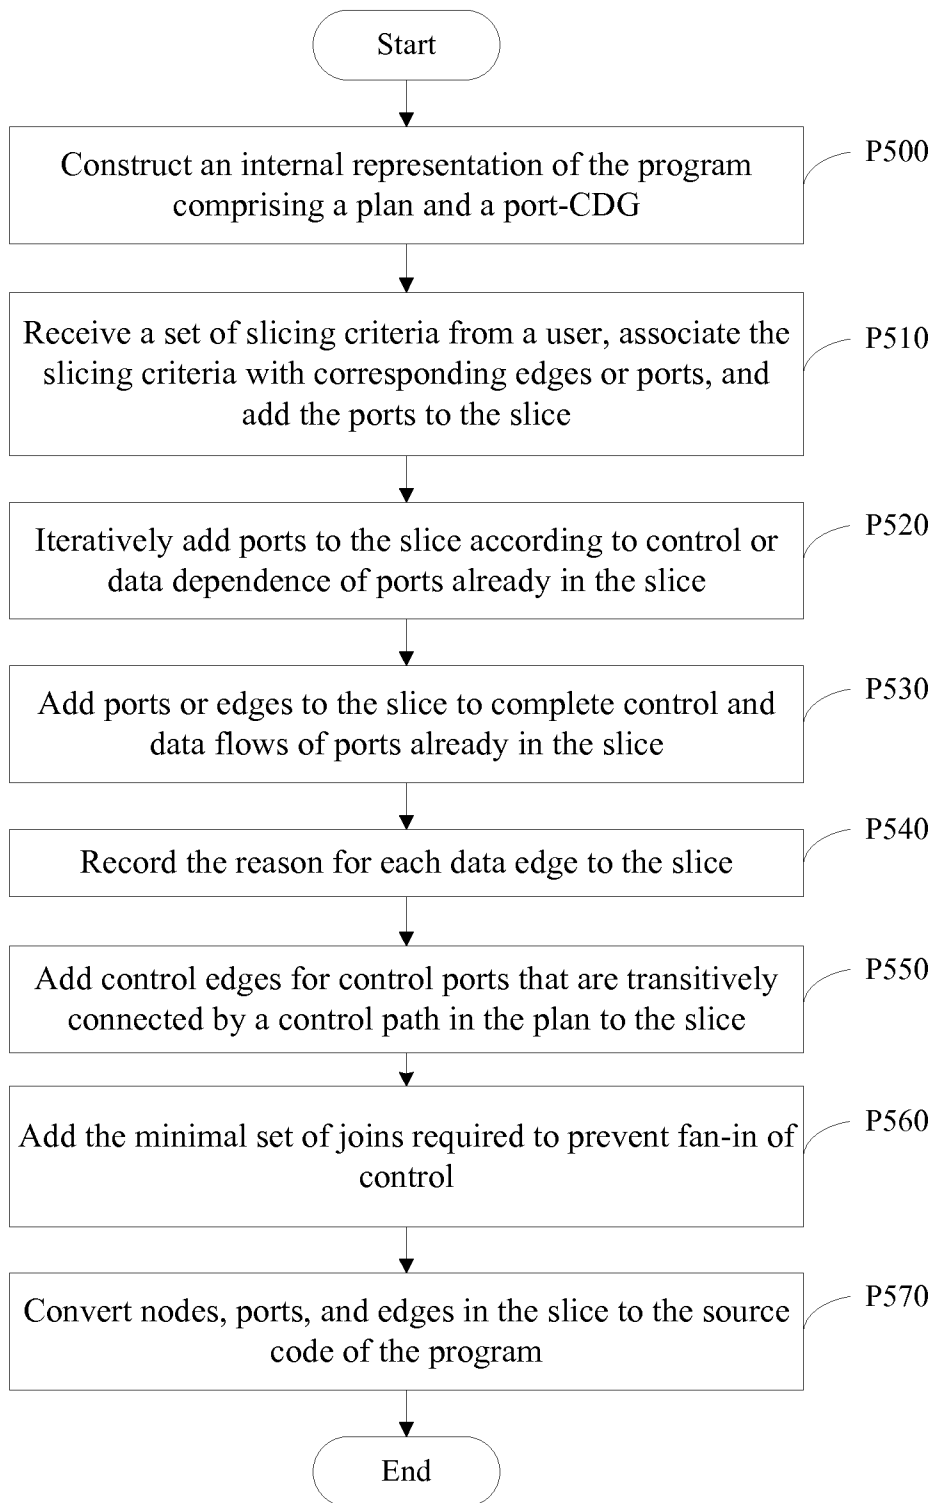 Start
P500
Construct an internal representation of the program
comprising a plan and a port-CDG
P510
Receive a set of slicing criteria from a user, associate the
slicing criteria with corresponding edges or ports, and
add the ports to the slice
P520
Iteratively add ports to the slice according to control or
data dependence of ports already in the slice
P530
Add ports or edges to the slice to complete control and
data flows of ports already in the slice
P540
Record the reason for each data edge to the slice
P550
Add control edges for control ports that are transitively
connected by a control path in the plan to the slice
P560
Add the minimal set of joins required to prevent fan-in of
control
P570
Convert nodes, ports, and edges in the slice to the source
code of the program
End